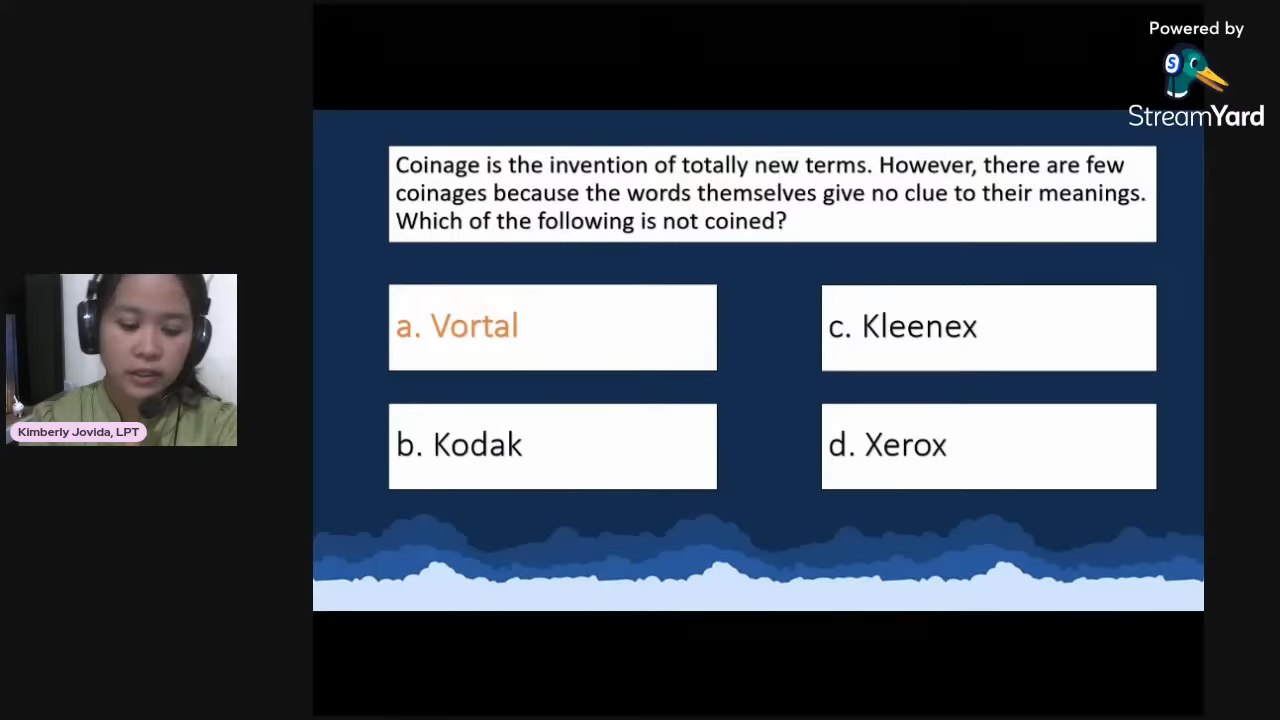 Powered by
StreamYard
Coinage is the invention of totally new terms. However, there are few
coinages because the words themselves give no clue to their meanings.
Which of the following is not coined?
a. Vortal
c. Kleenex
b. Kodak
d. Xerox
Kimberly Jovida, LPT